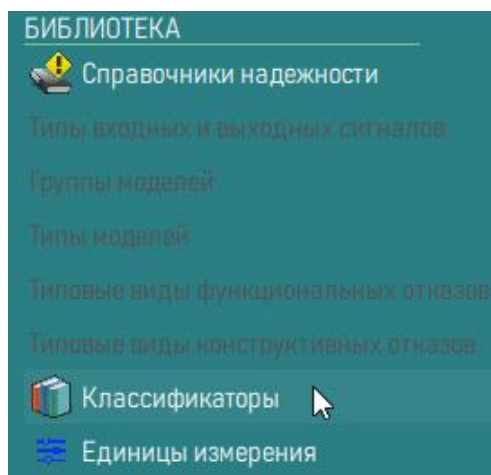 БИБЛИОТЕКА
Справочники надежности
Типы входных и выходных сигналов
Группы моделей
Типы моделей
Типовые виды функциональных отказов
Типовые виды конструктивных отказов
Классификаторы
Единицы измерения